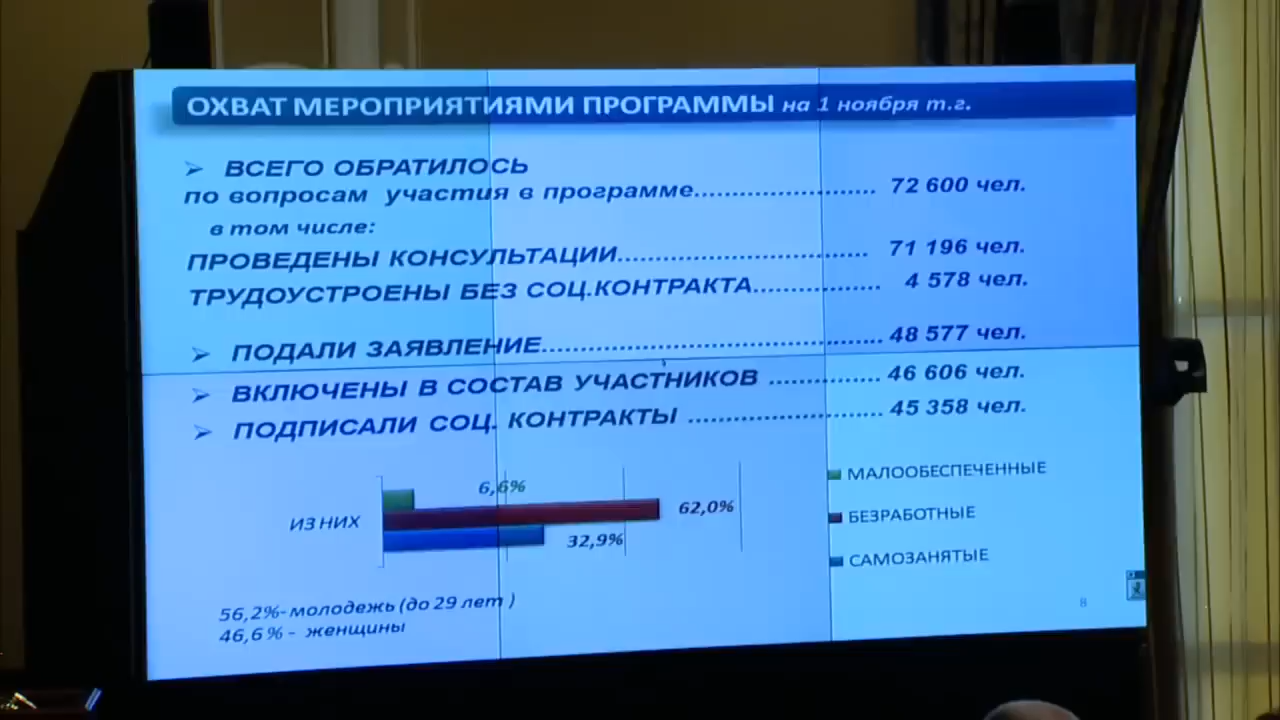 ОХВАТ МЕРОПРИЯТИЯМИ ПРОГРАММЫ на 1 ноября т.г.
➢ ВСЕГО ОБРАТИЛОСЬ
по вопросам участия в программе.......................... 72 600 чел.
в том числе:
ПРОВЕДЕНЫ КОНСУЛЬТАЦИИ.................................... 71 196 чел.
ТРУДОУСТРОЕНЫ БЕЗ СОЦ.КОНТРАКТА.................. 4 578 чел.
➢ ПОДАЛИ ЗАЯВЛЕНИЕ.................................................. 48 577 чел.
➢ ВКЛЮЧЕНЫ В СОСТАВ УЧАСТНИКОВ ................ 46 606 чел.
➢ ПОДПИСАЛИ СОЦ. КОНТРАКТЫ ............................ 45 358 чел.
ИЗ НИХ
6,6%
62,0%
32,9%
МАЛООБЕСПЕЧЕННЫЕ
БЕЗРАБОТНЫЕ
САМОЗАНЯТЫЕ
56,2%- молодежь (до 29 лет )
46,6 % - женщины
8